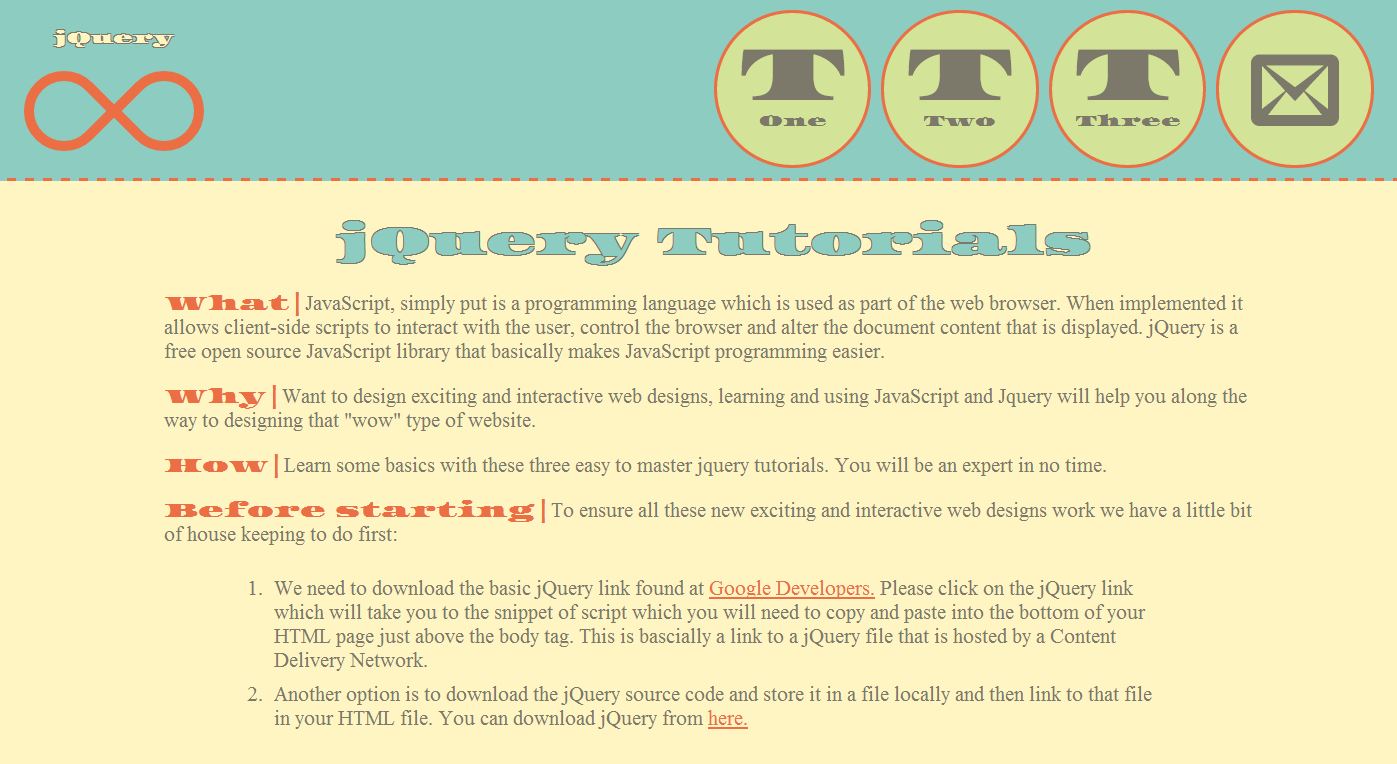 jQuery
T T T
One Two Three
jQuery Tutorials
What| JavaScript, simply put is a programming language which is used as part of the web browser. When implemented it
allows client-side scripts to interact with the user, control the browser and alter the document content that is displayed. jQuery is a
free open source JavaScript library that basically makes JavaScript programming easier.
Why| Want to design exciting and interactive web designs, learning and using JavaScript and Jquery will help you along the
way to designing that "wow" type of website.
How| Learn some basics with these three easy to master jquery tutorials. You will be an expert in no time.
Before starting| To ensure all these new exciting and interactive web designs work we have a little bit
of house keeping to do first:
1. We need to download the basic jQuery link found at Google Developers. Please click on the jQuery link
which will take you to the snippet of script which you will need to copy and paste into the bottom of your
HTML page just above the body tag. This is bascially a link to a jQuery file that is hosted by a Content
Delivery Network.
2. Another option is to download the jQuery source code and store it in a file locally and then link to that file
in your HTML file. You can download jQuery from here.